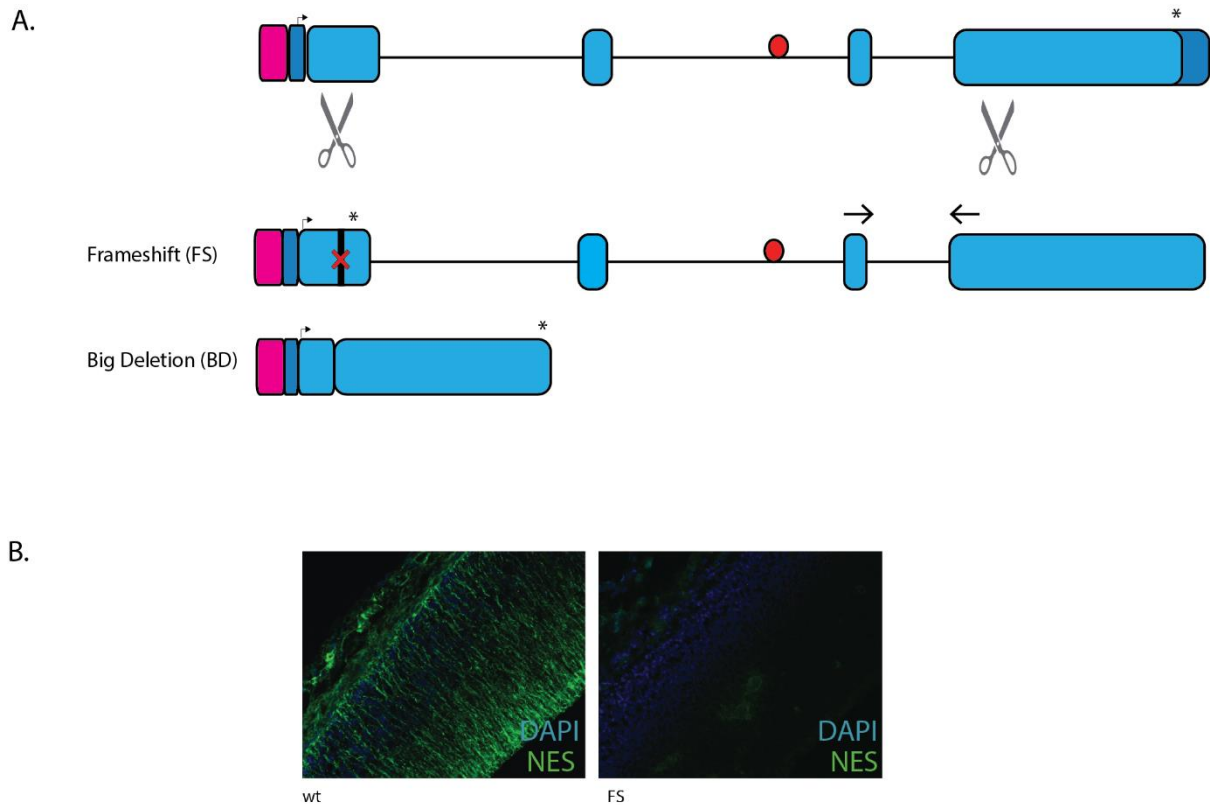 A.
*
*
Frameshift (FS)
*
Big Deletion (BD)
B.
DAPI
NES
DAPI
NES
wt
FS